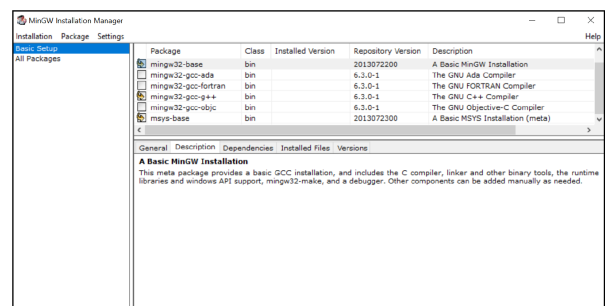 MinGW Installation Manager
Installation Package Settings Help
Basic Setup
All Packages
Package Class Installed Version Repository Version Description
mingw32-base bin 2013072200 A Basic MinGW Installation
mingw32-gcc-ada bin 6.3.0-1 The GNU Ada Compiler
mingw32-gcc-fortran bin 6.3.0-1 The GNU FORTRAN Compiler
mingw32-gcc-g++ bin 6.3.0-1 The GNU C++ Compiler
mingw32-gcc-objc bin 6.3.0-1 The GNU Objective-C Compiler
msys-base bin 2013072300 A Basic MSYS Installation (meta)
General Description Dependencies Installed Files Versions
A Basic MinGW Installation
This meta package provides a basic GCC installation, and includes the C compiler, linker and other binary tools, the runtime
libraries and windows API support, mingw32-make, and a debugger. Other components can be added manually as needed.